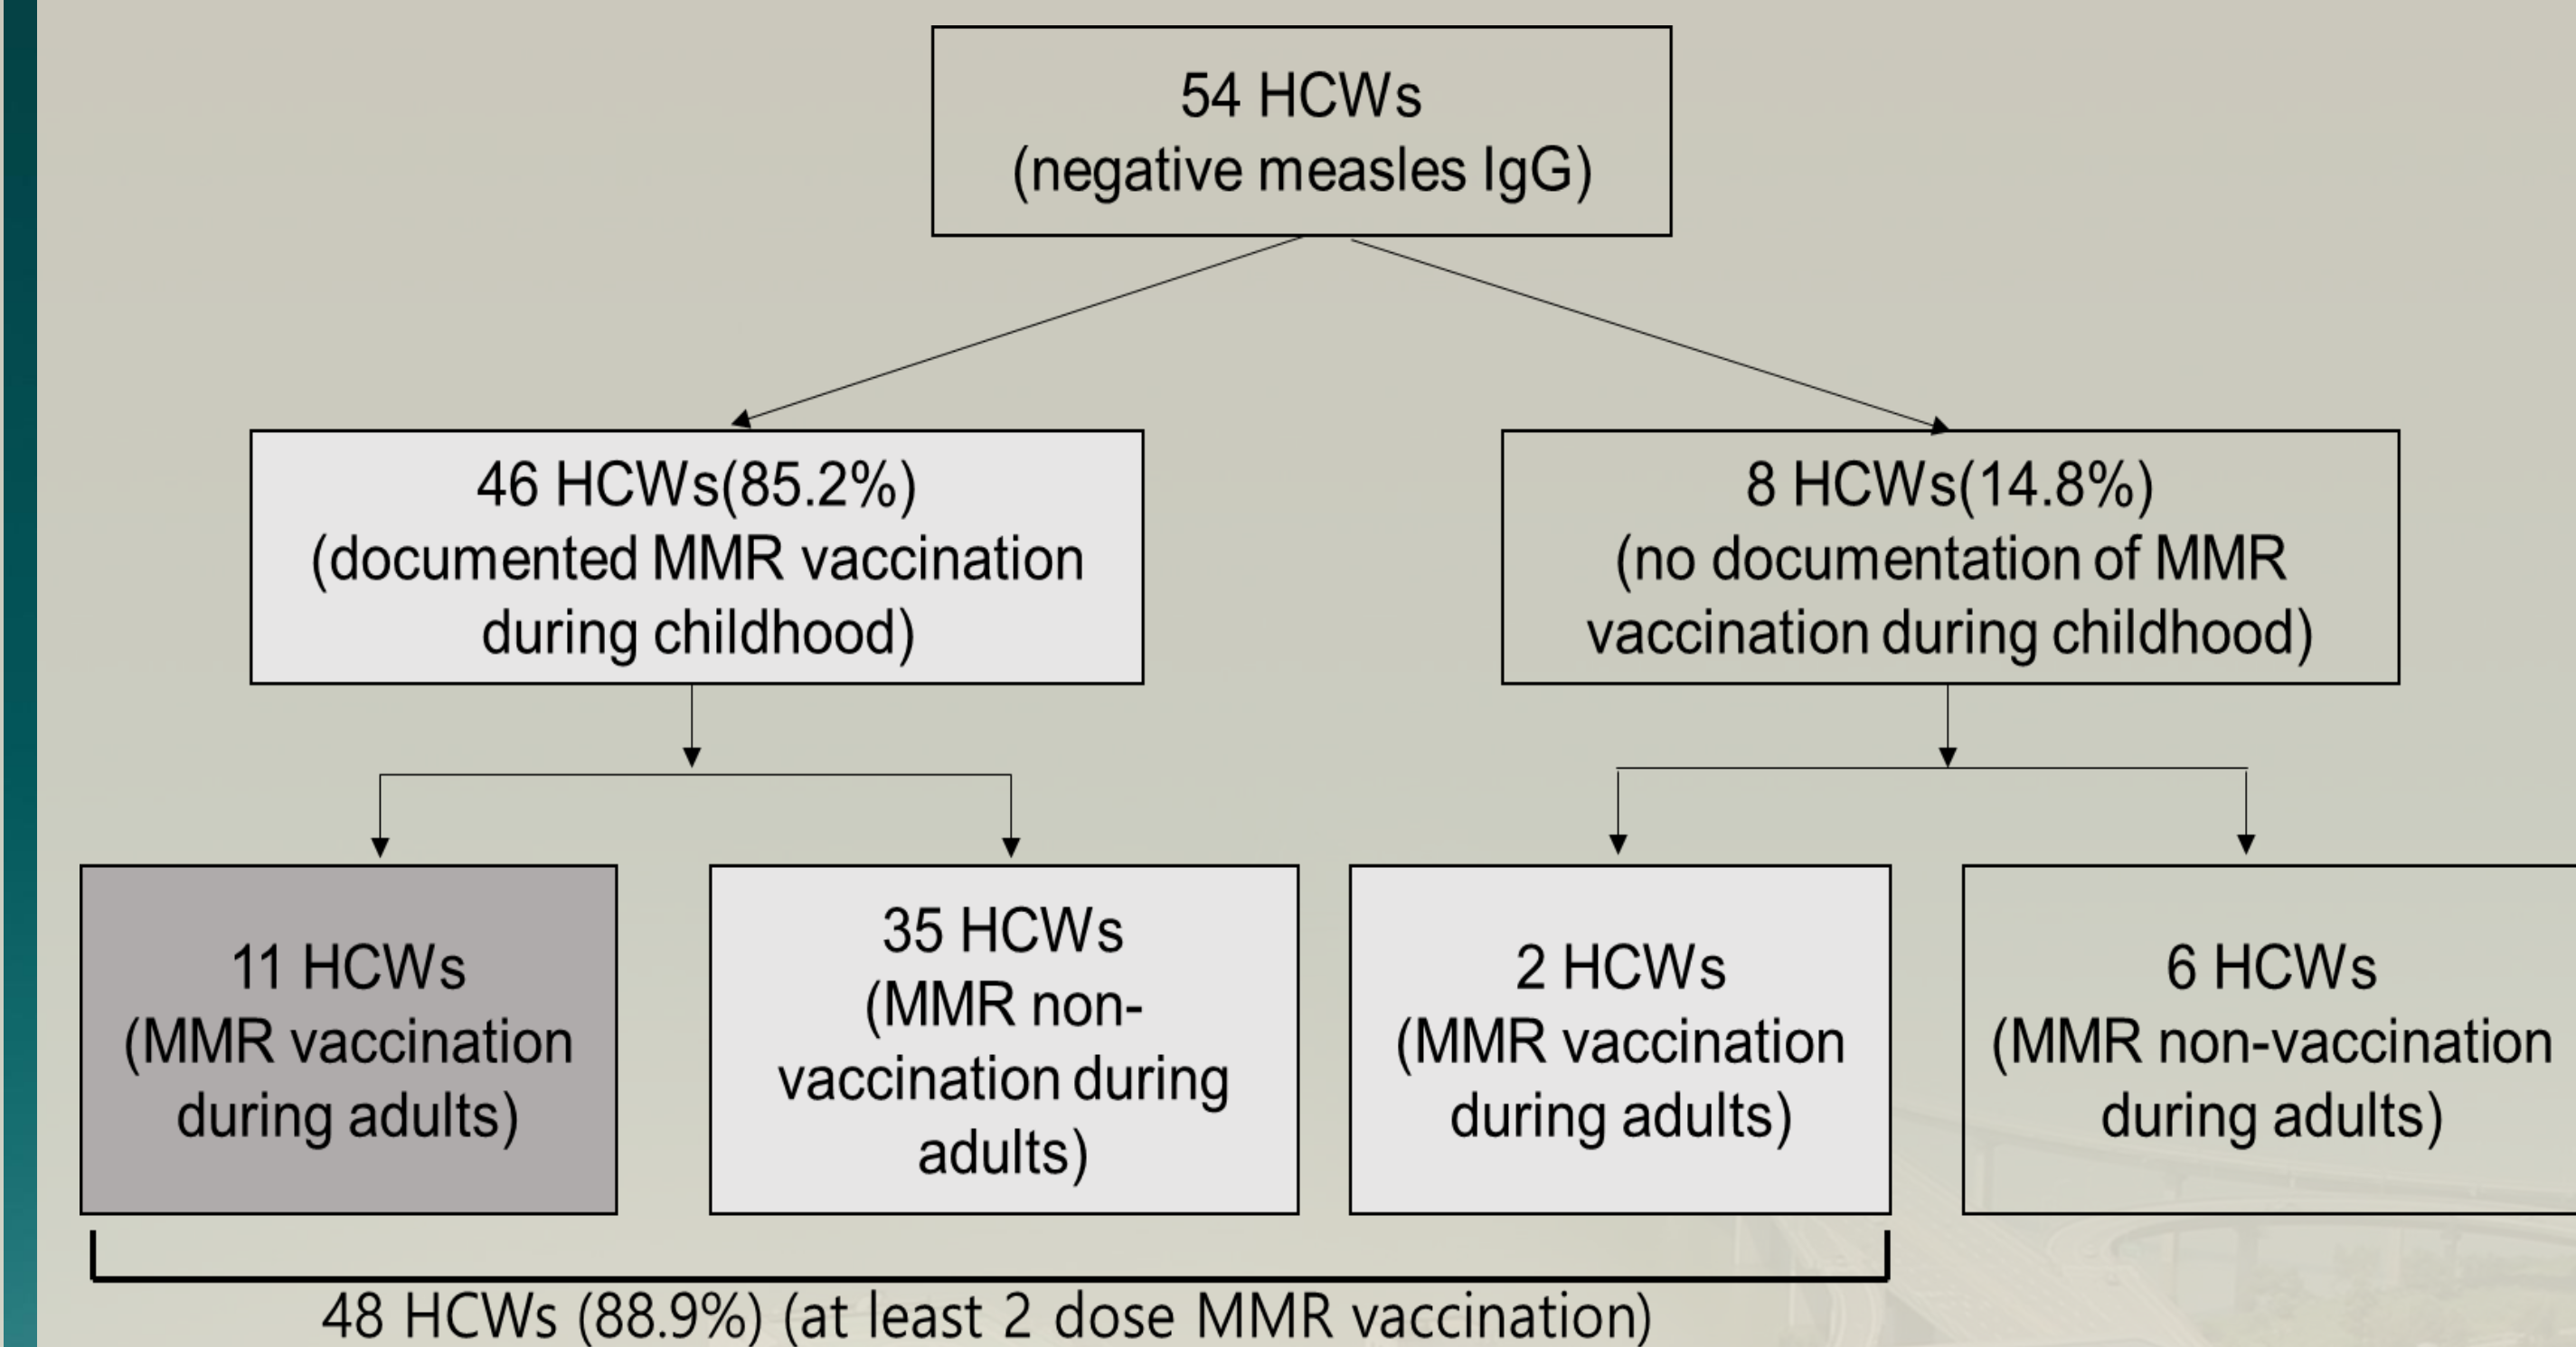 54 HCWs
(negative measles IgG)
46 HCWs(85.2%)
(documented MMR vaccination
during childhood)
8 HCWs(14.8%)
(no documentation of MMR
vaccination during childhood)
11 HCWs
(MMR vaccination
during adults)
35 HCWs
(MMR non-
vaccination during
adults)
2 HCWs
(MMR vaccination
during adults)
6 HCWs
(MMR non-vaccination
during adults)
48 HCWs (88.9%) (at least 2 dose MMR vaccination)